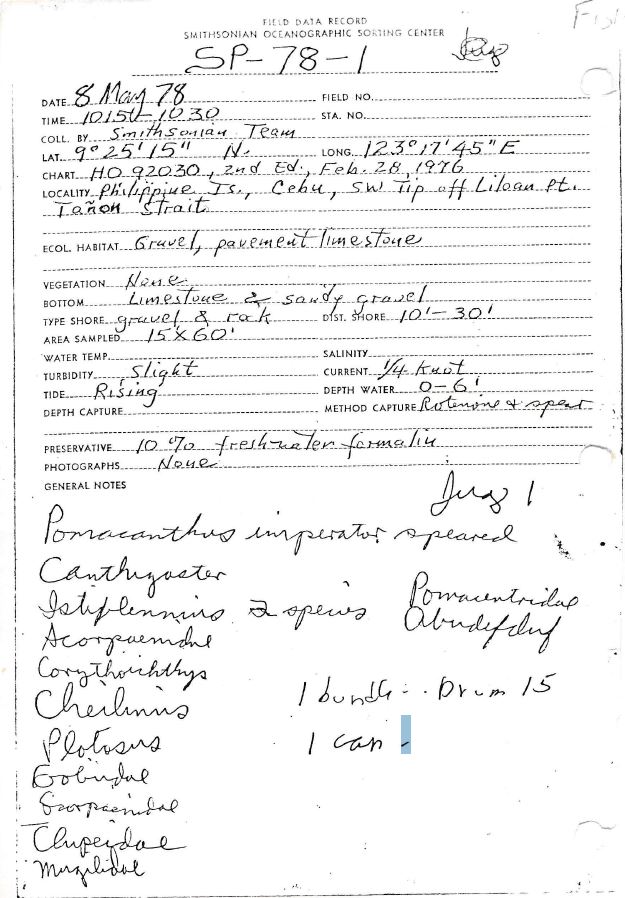 FIELD DATA RECORD
SMITHSONIAN OCEANOGRAPHIC SORTING CENTER
SP-78-1
DATE 8 May 78 FIELD NO.
TIME 1015-1030 STA. NO.
COLL. BY Smithsonian Team
LAT. 9°25'15" N. LONG. 123°17'45" E
CHART HO 92030, 2nd Ed., Feb. 28, 1976
LOCALITY Philippine Is., Cebu, SW Tip off Liloan Pt.
Tañon Strait
ECOL. HABITAT Gravel, pavement limestone
VEGETATION None
BOTTOM Limestone & sandy gravel
TYPE SHORE gravel & rock DIST. SHORE 10'-30'
AREA SAMPLED 15'X60'
WATER TEMP. SALINITY
TURBIDITY Slight CURRENT 1/4 knot
TIDE Rising DEPTH WATER 0-6'
DEPTH CAPTURE METHOD CAPTURE Rotenone & spear
PRESERVATIVE 10% freshwater formalin
PHOTOGRAPHS None
GENERAL NOTES
Jug 1
Pomacanthus imperator speared
Canthigaster
Istiblennius 2 species Pomacentridae
Abudefduf
Acorpaenidae
Corythoichthys
Cheilinus 1 bundle - Drum 15
Plotosus 1 can -
Gobiidae
Scorpaenidae
Clupeidae
Mugilidae